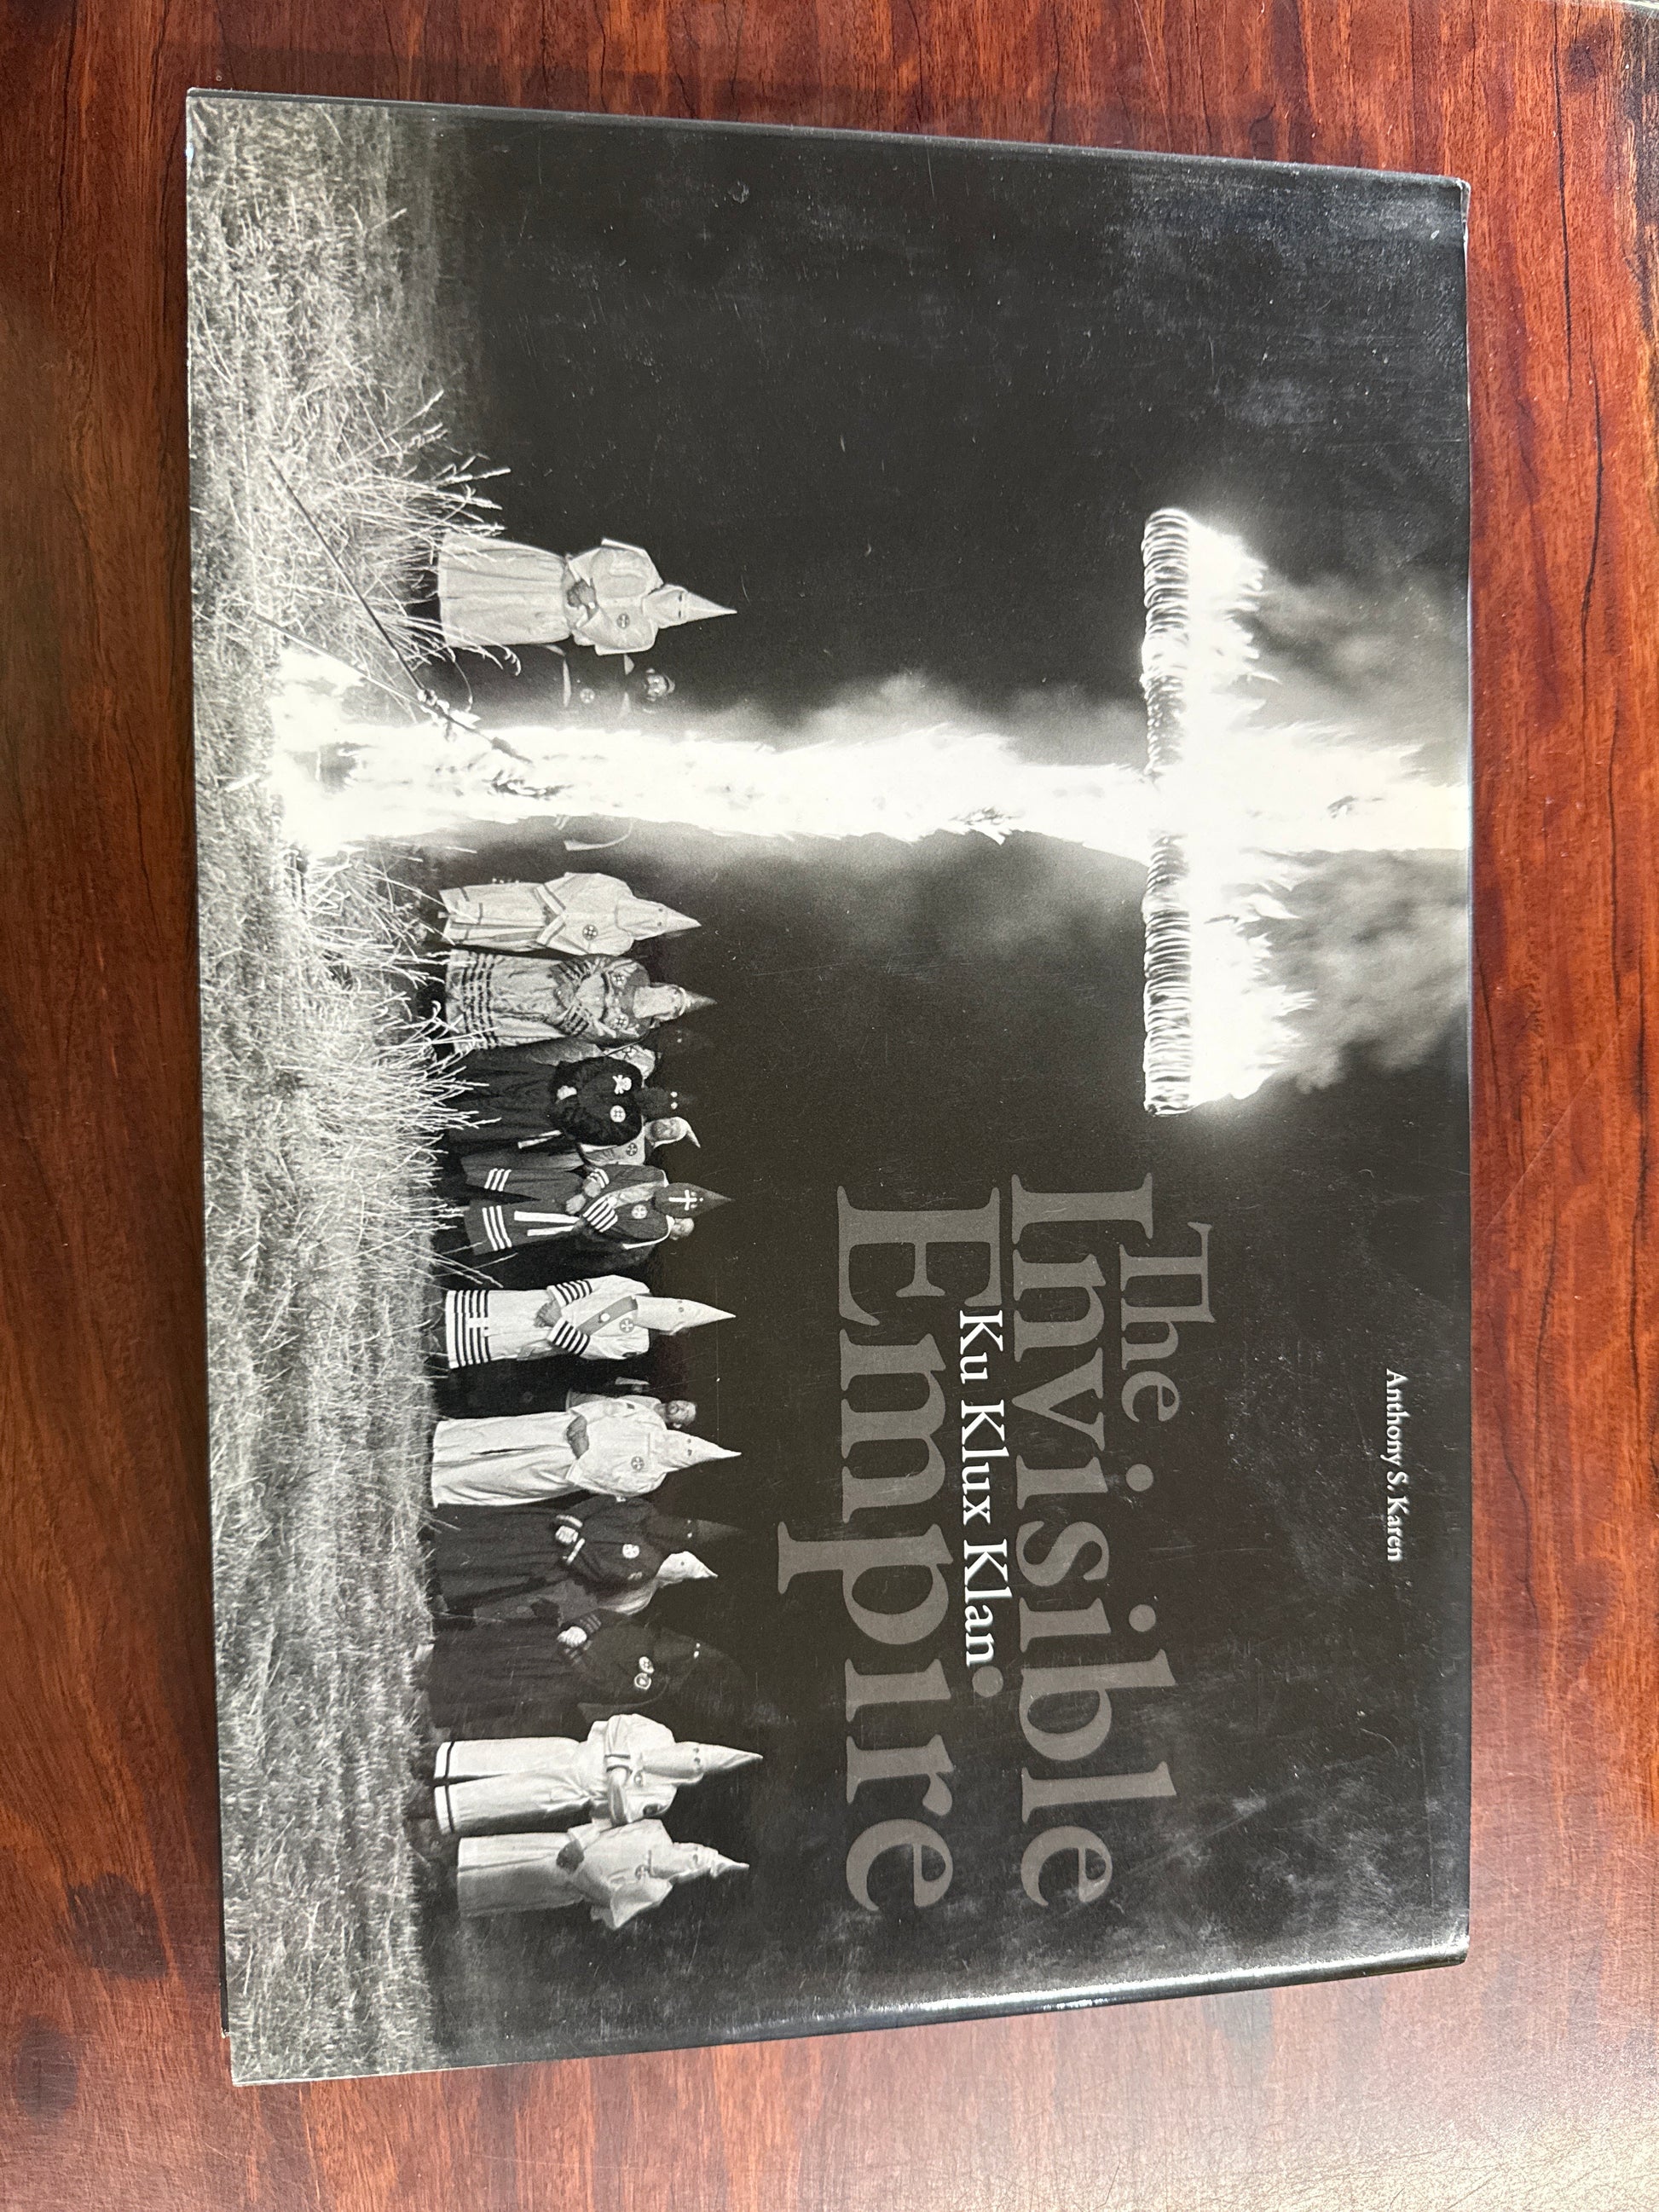 Anthony S. Karen
The
Invisible
Ku Klux Klan
Empire